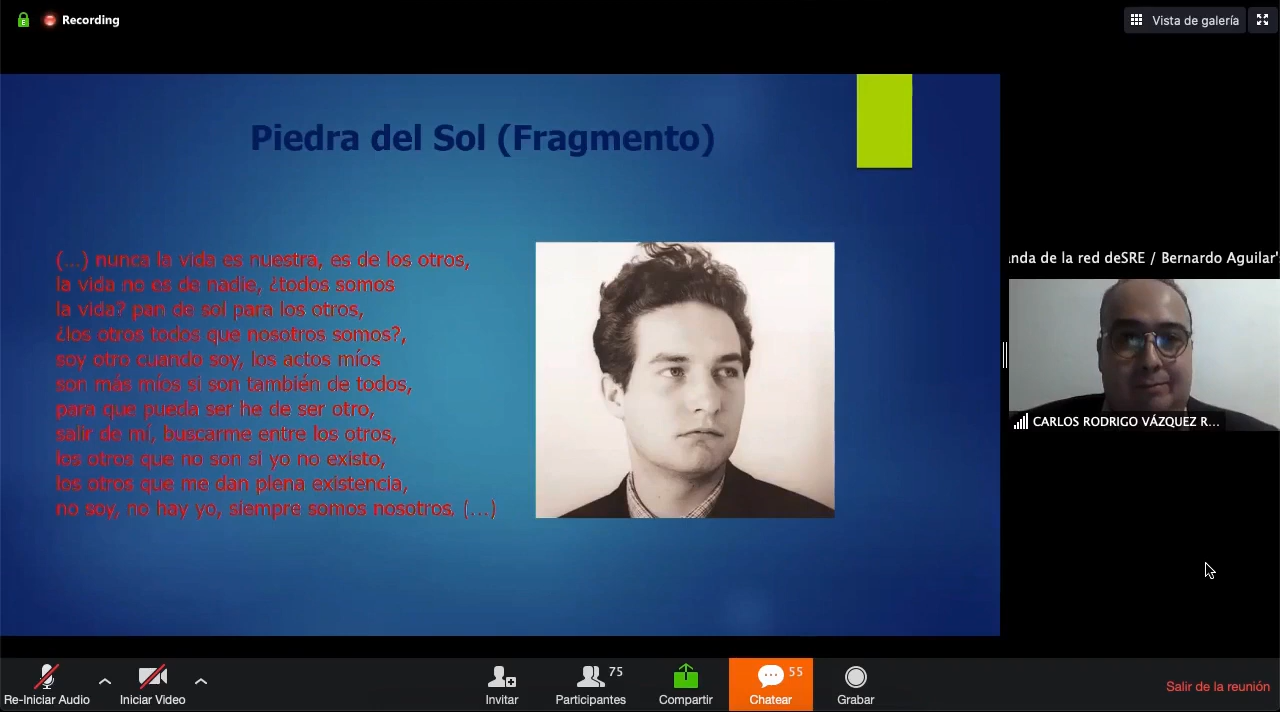 Recording
Vista de galería
Piedra del Sol (Fragmento)
(...) nunca la vida es nuestra, es de los otros,
la vida no es de nadie, ¿todos somos
la vida? pan de sol para los otros,
¿los otros todos que nosotros somos?,
soy otro cuando soy, los actos míos
son más míos si son también de todos,
para que pueda ser he de ser otro,
salir de mí, buscarme entre los otros,
los otros que no son si yo no existo,
los otros que me dan plena existencia,
no soy, no hay yo, siempre somos nosotros, (...)
anda de la red deSRE / Bernardo Aguilar's
CARLOS RODRIGO VÁZQUEZ R...
Re-Iniciar Audio
Iniciar Video
Invitar
75
Participantes
Compartir
55
Chatear
Grabar
Salir de la reunión